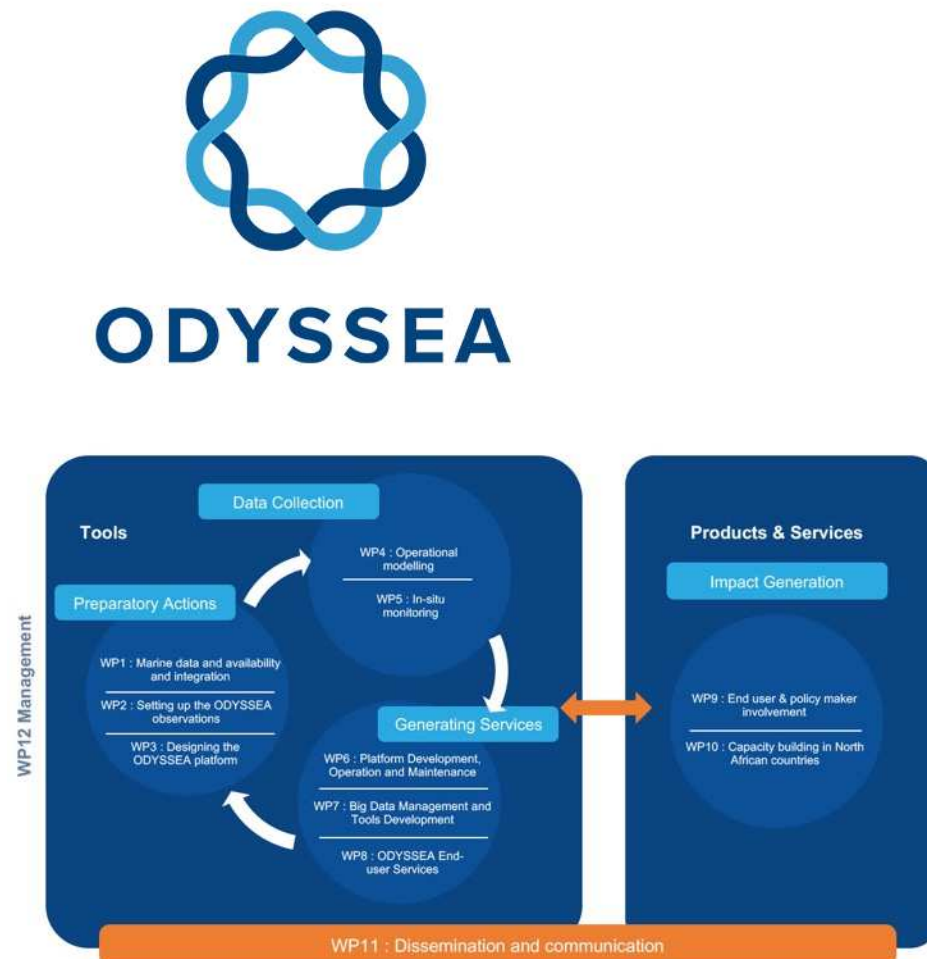 ODYSSEA
Data Collection
Tools
WP4 : Operational
modelling
WP5 : In-situ
monitoring
Preparatory Actions
WP1 : Marine data and availability
and integration
WP2 : Setting up the ODYSSEA
observations
WP3 : Designing the
ODYSSEA platform
Generating Services
WP6 : Platform Development,
Operation and Maintenance
WP7 : Big Data Management and
Tools Development
WP8 : ODYSSEA End-
user Services
Products & Services
Impact Generation
WP9 : End user & policy maker
involvement
WP10 : Capacity building in North
African countries
WP12 Management
WP11 : Dissemination and communication